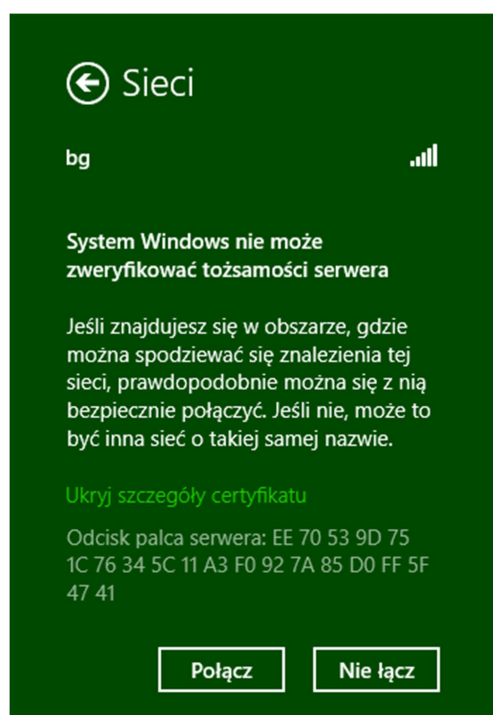 Sieci
bg
System Windows nie może
zweryfikować tożsamości serwera
Jeśli znajdujesz się w obszarze, gdzie
można spodziewać się znalezienia tej
sieci, prawdopodobnie można się z nią
bezpiecznie połączyć. Jeśli nie, może to
być inna sieć o takiej samej nazwie.
Ukryj szczegóły certyfikatu
Odcisk palca serwera: EE 70 53 9D 75
1C 76 34 5C 11 A3 F0 92 7A 85 D0 FF 5F
47 41
Połącz Nie łącz